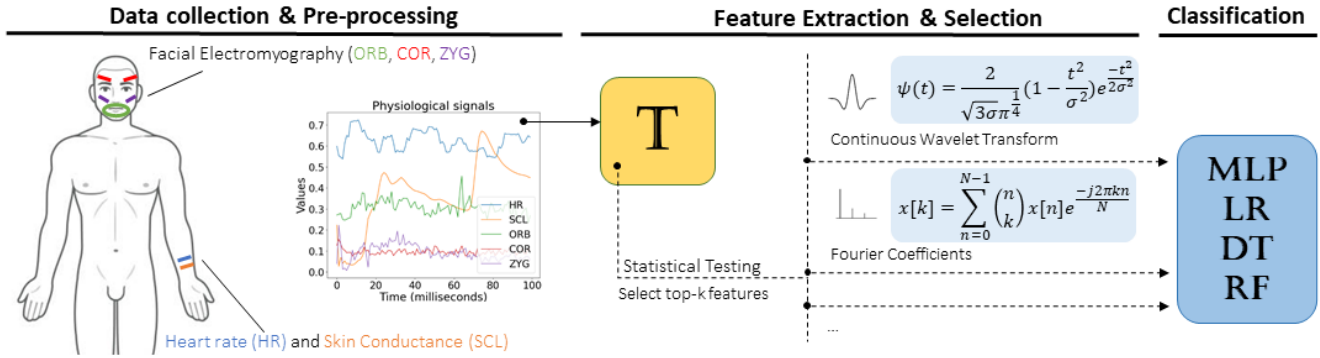 Data collection & Pre-processing
Feature Extraction & Selection
Classification
Facial Electromyography (ORB, COR, ZYG)
Physiological signals
Values
0.7
0.6
0.5
0.4
0.3
0.2
0.1
0.0
HR
SCL
ORB
COR
ZYG
0 20 40 60 80 100
Time (milliseconds)
Heart rate (HR) and Skin Conductance (SCL)
T
Statistical Testing
Select top-k features
ψ(t) = 2/(√3σπ^(1/4)) (1 − t²/σ²)e^(−t²/2σ²)
Continuous Wavelet Transform
x[k] = ∑_{n=0}^{N−1} (n k) x[n]e^(−j2πkn/N)
Fourier Coefficients
...
MLP
LR
DT
RF